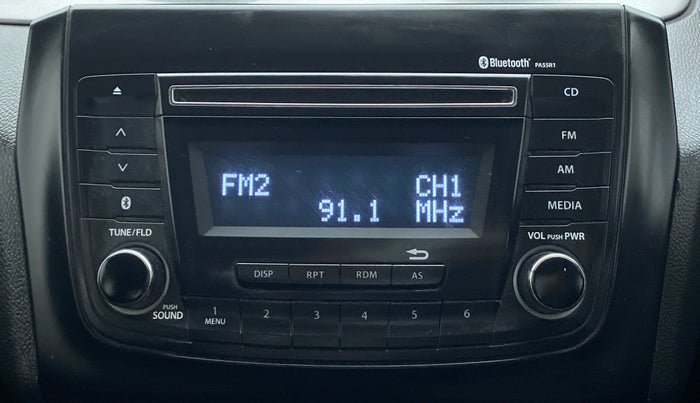 Bluetooth PA5SR1
CD
FM
AM
MEDIA
FM2 CH1
91.1 MHz
TUNE/FLD
VOL PUSH PWR
DISP RPT RDM AS
PUSH
SOUND
1 2 3 4 5 6
MENU